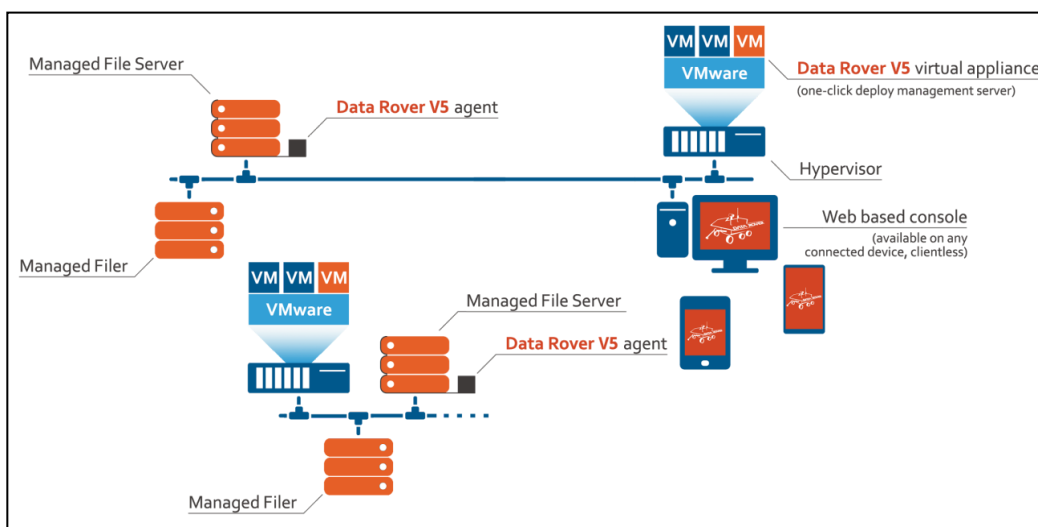 VM VM VM
VMware
Managed File Server
Data Rover V5 virtual appliance
(one-click deploy management server)
Data Rover V5 agent
Hypervisor
Web based console
(available on any
connected device, clientless)
Managed Filer
VM VM VM
VMware
Managed File Server
Data Rover V5 agent
Managed Filer